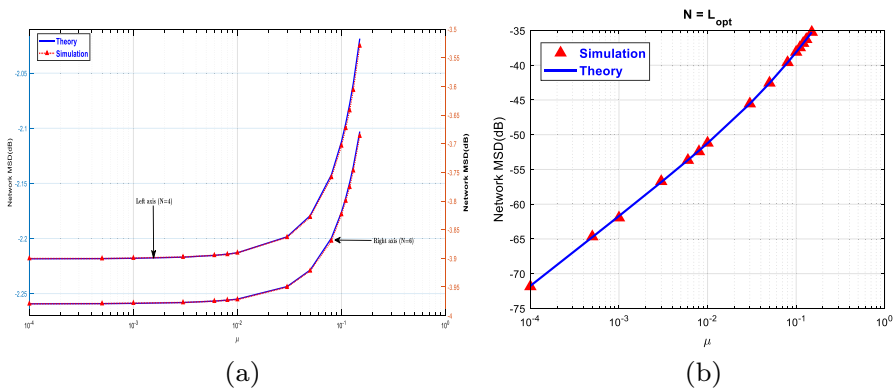 Theory
Simulation
-2.05
-2.1
-2.15
-2.2
-2.25
Network MSD(dB)
Left axis (N=4)
Right axis (N=6)
-3.5
-3.55
-3.6
-3.65
-3.7
-3.75
-3.8
-3.85
-3.9
-3.95
-4
Network MSD(dB)
10^-4
10^-3
10^-2
10^-1
10^0
μ
(a)
N = L_opt
Simulation
Theory
-35
-40
-45
-50
-55
-60
-65
-70
-75
Network MSD(dB)
10^-4
10^-3
10^-2
10^-1
10^0
μ
(b)